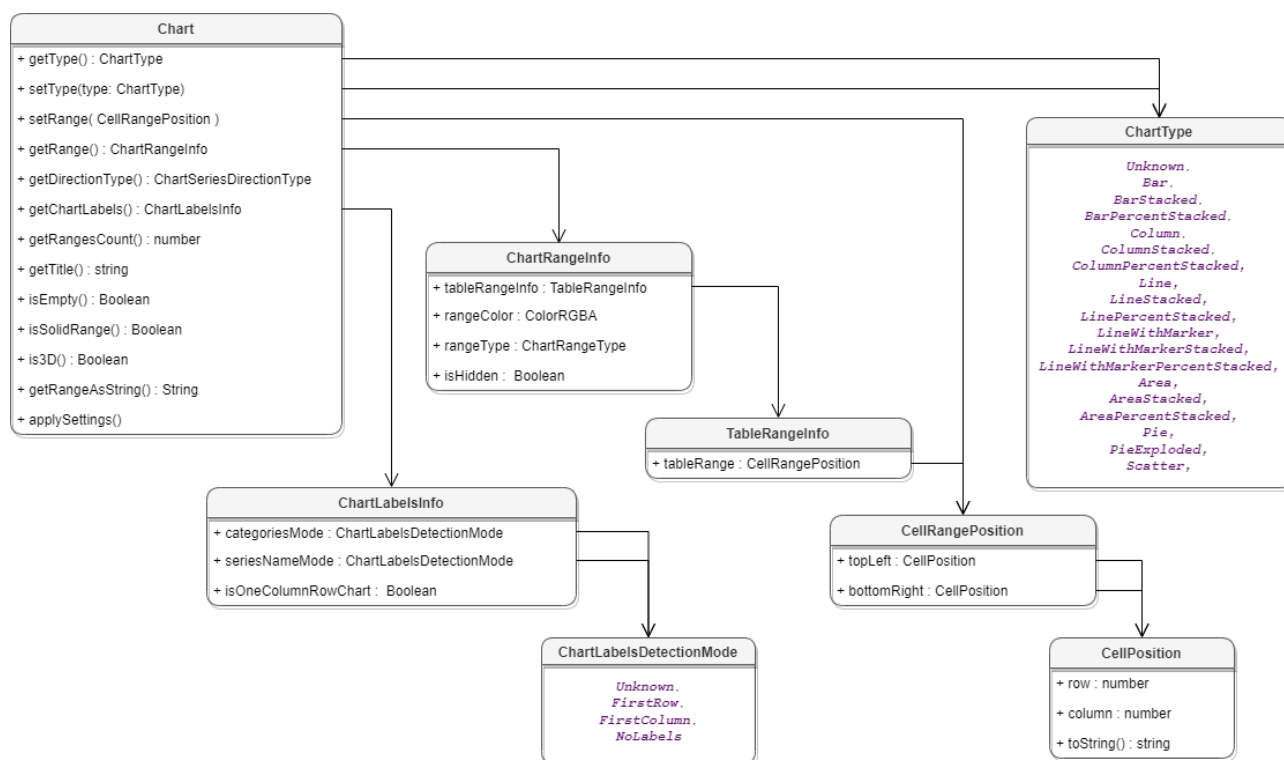 Chart
+ getType() : ChartType
+ setType(type: ChartType)
+ setRange( CellRangePosition )
+ getRange() : ChartRangeInfo
+ getDirectionType() : ChartSeriesDirectionType
+ getChartLabels() : ChartLabelsInfo
+ getRangesCount() : number
+ getTitle() : string
+ isEmpty() : Boolean
+ isSolidRange() : Boolean
+ is3D() : Boolean
+ getRangeAsString() : String
+ applySettings()
ChartType
Unknown,
Bar,
BarStacked,
BarPercentStacked,
Column,
ColumnStacked,
ColumnPercentStacked,
Line,
LineStacked,
LinePercentStacked,
LineWithMarker,
LineWithMarkerStacked,
LineWithMarkerPercentStacked,
Area,
AreaStacked,
AreaPercentStacked,
Pie,
PieExploded,
Scatter,
ChartRangeInfo
+ tableRangeInfo : TableRangeInfo
+ rangeColor : ColorRGBA
+ rangeType : ChartRangeType
+ isHidden : Boolean
TableRangeInfo
+ tableRange : CellRangePosition
ChartLabelsInfo
+ categoriesMode : ChartLabelsDetectionMode
+ seriesNameMode : ChartLabelsDetectionMode
+ isOneColumnRowChart : Boolean
CellRangePosition
+ topLeft : CellPosition
+ bottomRight : CellPosition
ChartLabelsDetectionMode
Unknown,
FirstRow,
FirstColumn,
NoLabels
CellPosition
+ row : number
+ column : number
+ toString() : string